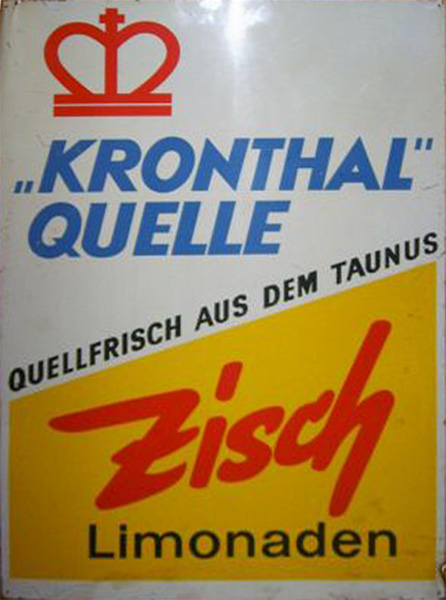 „KRONTHAL"
QUELLE
QUELLFRISCH AUS DEM TAUNUS
Zisch
Limonaden